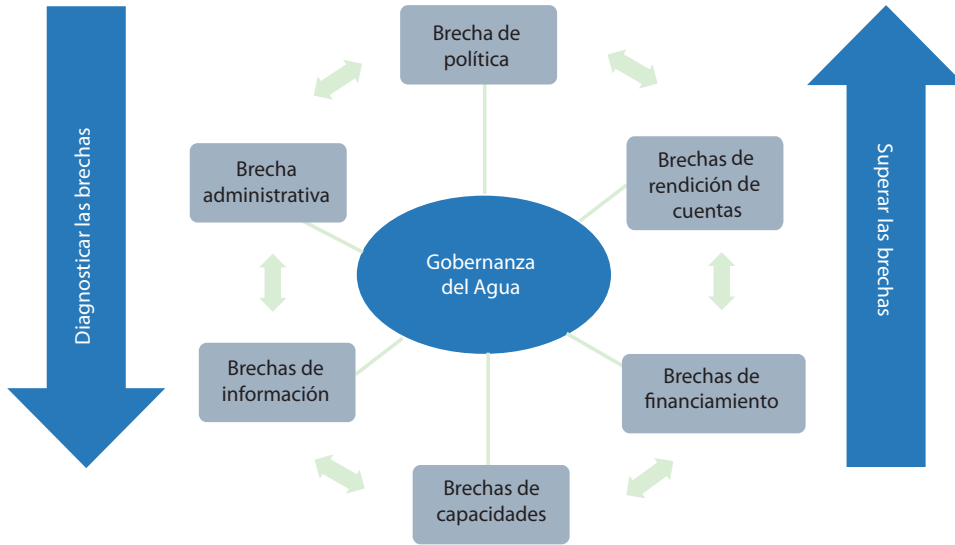 Diagnosticar las brechas
Brecha de
política
Brecha
administrativa
Brechas de
rendición de
cuentas
Gobernanza
del Agua
Brechas de
información
Brechas de
financiamiento
Brechas de
capacidades
Superar las brechas